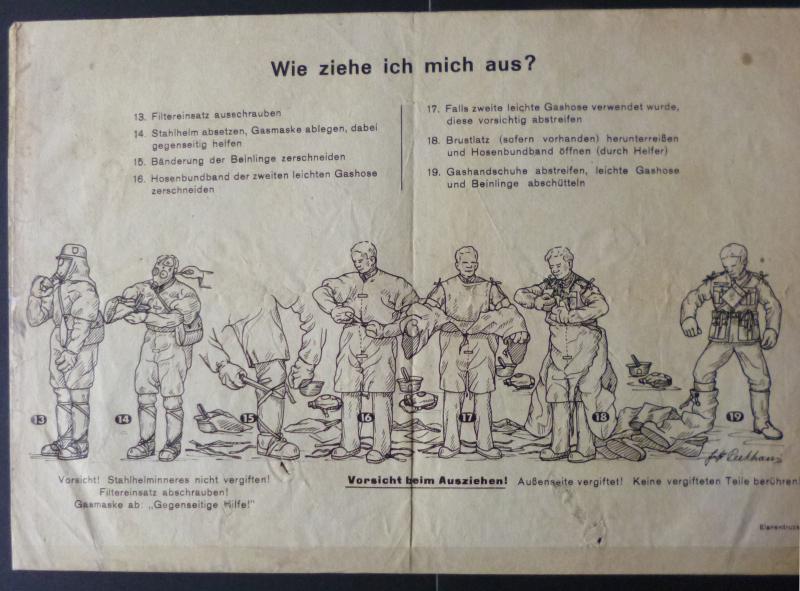 Wie ziehe ich mich aus?
13. Filtereinsatz ausschrauben
14. Stahlhelm absetzen, Gasmaske ablegen, dabei
gegenseitig helfen
15. Bänderung der Beinlinge zerschneiden
16. Hosenbundband der zweiten leichten Gashose
zerschneiden
17. Falls zweite leichte Gashose verwendet wurde,
diese vorsichtig abstreifen
18. Brustlatz (sofern vorhanden) herunterreißen
und Hosenbundband öffnen (durch Helfer)
19. Gashandschuhe abstreifen, leichte Gashose
und Beinlinge abschütteln
13 14 15 16 17 18 19
Vorsicht! Stahlhelminneres nicht vergiften!
Filtereinsatz abschrauben!
Gasmaske ab: „Gegenseitige Hilfe!"
Vorsicht beim Ausziehen! Außenseite vergiftet! Keine vergifteten Teile berühren!